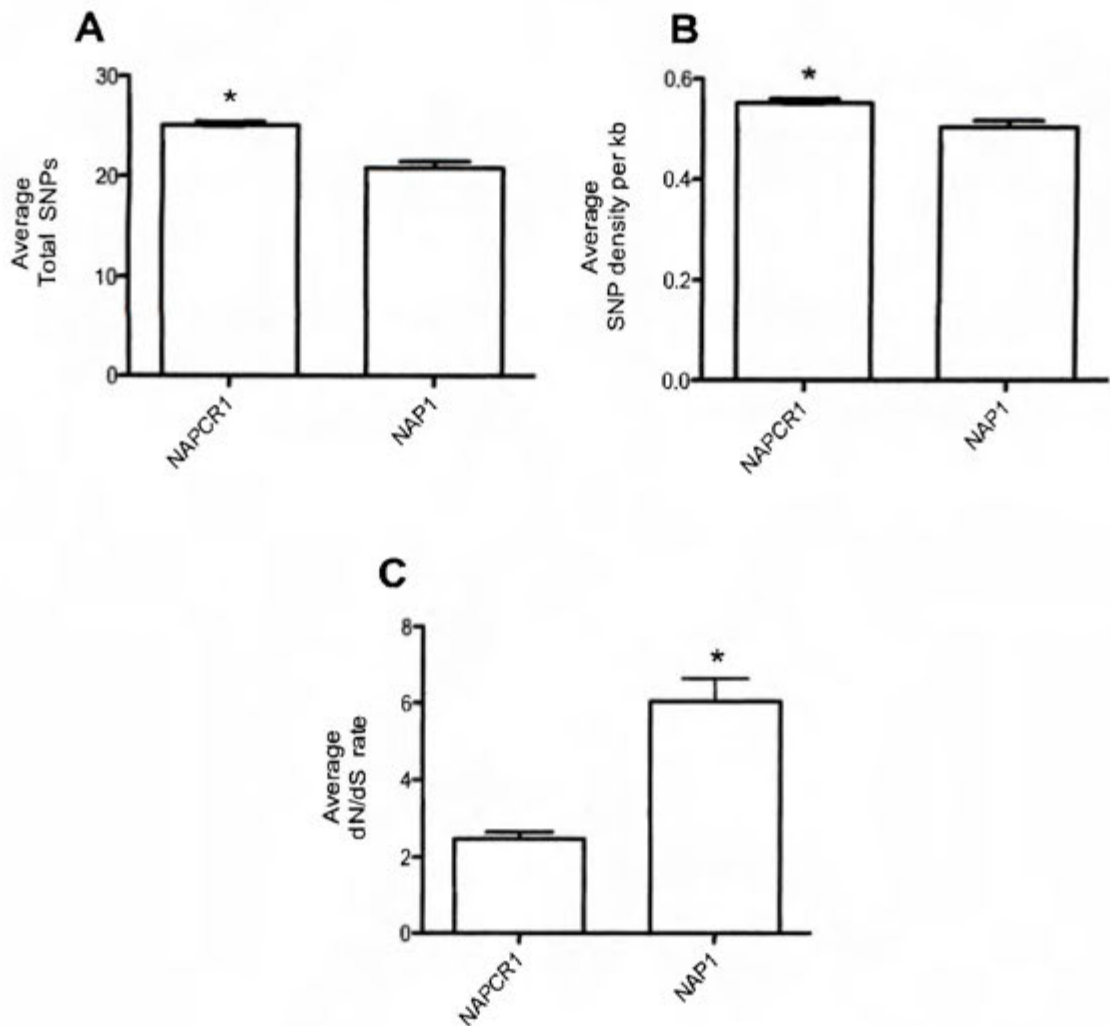 A
30
20
10
0
Average
Total SNPs
*
NAPCR1
NAP1
B
0.6
0.4
0.2
0.0
Average
SNP density per kb
*
NAPCR1
NAP1
C
8
6
4
2
0
Average
dN/dS rate
*
NAPCR1
NAP1